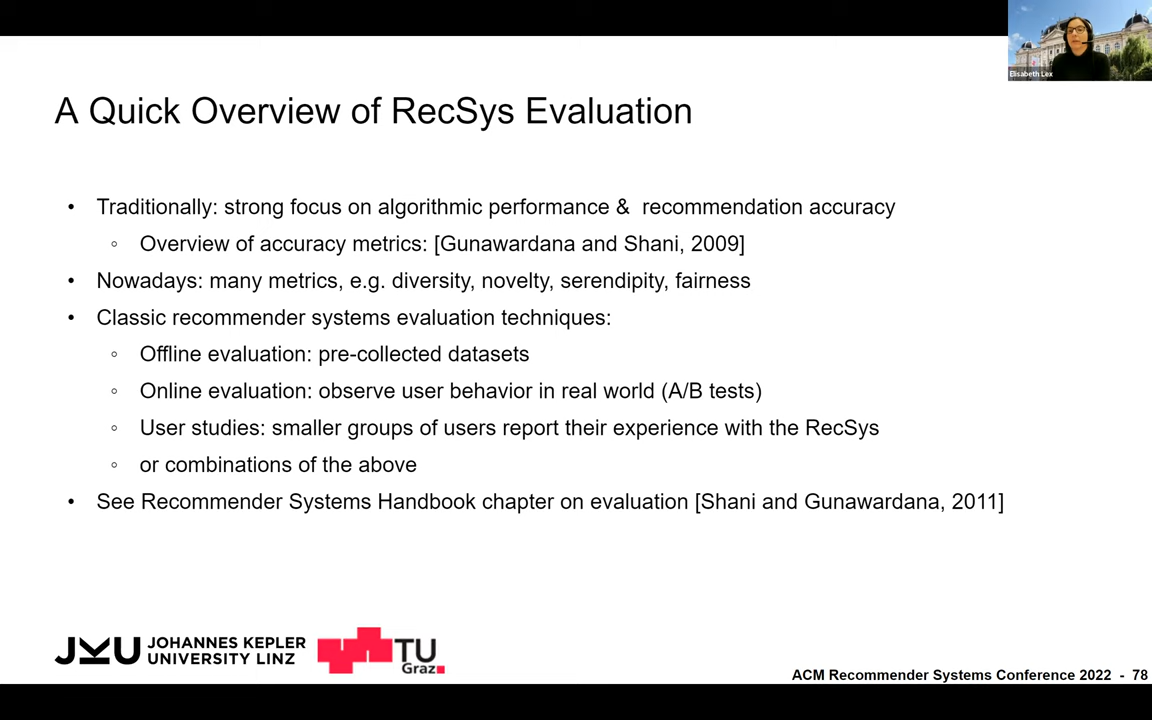 Elisabeth Lex
A Quick Overview of RecSys Evaluation
• Traditionally: strong focus on algorithmic performance & recommendation accuracy
◦ Overview of accuracy metrics: [Gunawardana and Shani, 2009]
• Nowadays: many metrics, e.g. diversity, novelty, serendipity, fairness
• Classic recommender systems evaluation techniques:
◦ Offline evaluation: pre-collected datasets
◦ Online evaluation: observe user behavior in real world (A/B tests)
◦ User studies: smaller groups of users report their experience with the RecSys
◦ or combinations of the above
• See Recommender Systems Handbook chapter on evaluation [Shani and Gunawardana, 2011]
JKU JOHANNES KEPLER
UNIVERSITY LINZ
TU
Graz
ACM Recommender Systems Conference 2022 - 78